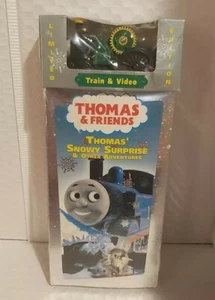 LIMITED
EDITION
Train & Video
THOMAS
& FRIENDS
THOMAS'
SNOWY SURPRISE
& OTHER ADVENTURES